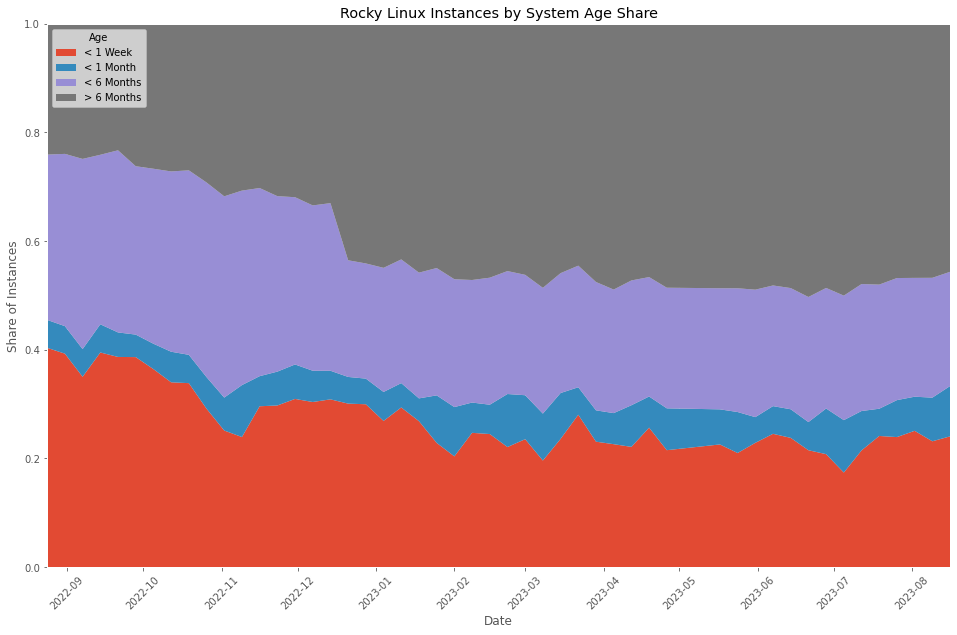 Rocky Linux Instances by System Age Share
1.0
0.8
0.6
0.4
0.2
0.0
Share of Instances
Age
< 1 Week
< 1 Month
< 6 Months
> 6 Months
2022-09
2022-10
2022-11
2022-12
2023-01
2023-02
2023-03
2023-04
2023-05
2023-06
2023-07
2023-08
Date